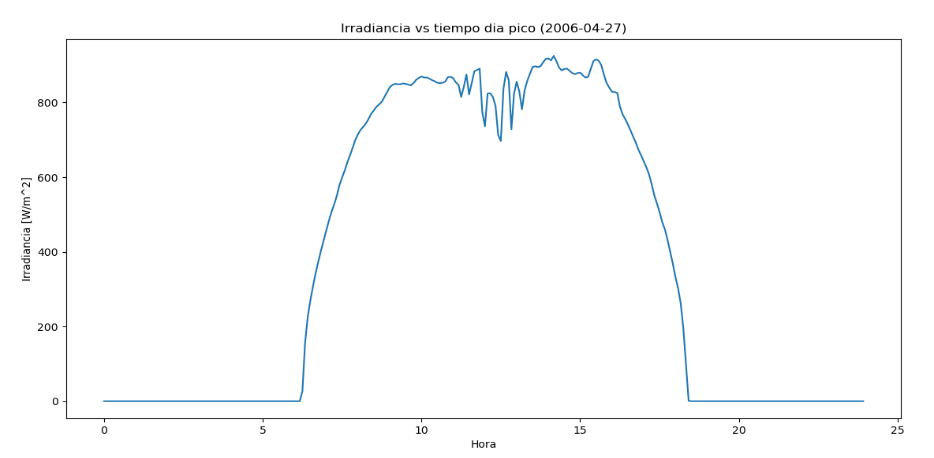 Irradiancia vs tiempo dia pico (2006-04-27)
Irradiancia [W/m^2]
800
600
400
200
0
0 5 10 15 20 25
Hora